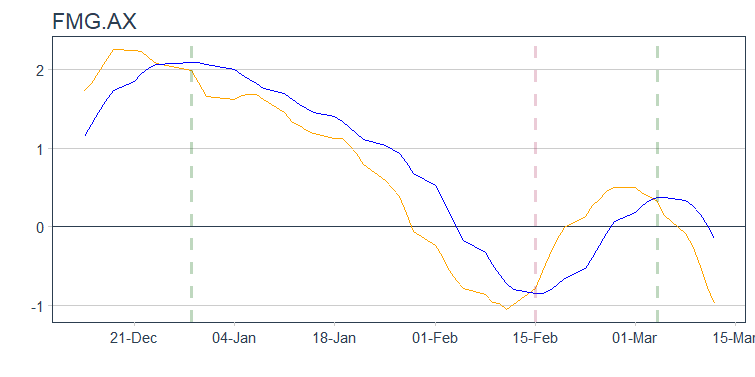 FMG.AX
2
1
0
-1
21-Dec
04-Jan
18-Jan
01-Feb
15-Feb
01-Mar
15-Mar